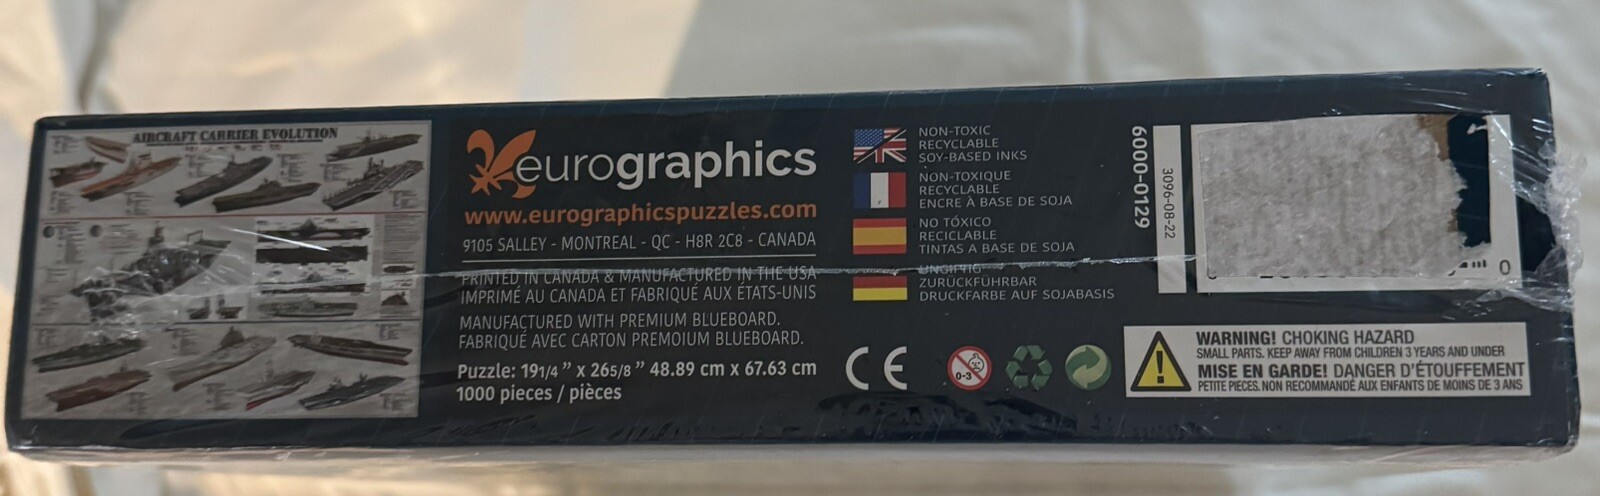 AIRCRAFT CARRIER EVOLUTION
eurographics
www.eurographicspuzzles.com
9105 SALLEY - MONTREAL - QC - H8R 2C8 - CANADA
PRINTED IN CANADA & MANUFACTURED IN THE USA
IMPRIMÉ AU CANADA ET FABRIQUÉ AUX ÉTATS-UNIS
MANUFACTURED WITH PREMIUM BLUEBOARD.
FABRIQUÉ AVEC CARTON PREMOIUM BLUEBOARD.
Puzzle: 19 1/4 " x 26 5/8 " 48.89 cm x 67.63 cm
1000 pieces / pièces
NON-TOXIC
RECYCLABLE
SOY-BASED INKS
NON-TOXIQUE
RECYCLABLE
ENCRE À BASE DE SOJA
NO TÓXICO
RECICLABLE
TINTAS A BASE DE SOJA
UNGIFTIG
ZURÜCKFÜHRBAR
DRUCKFARBE AUF SOJABASIS
CE
0-3
6000-0129
3096-08-22
0
WARNING! CHOKING HAZARD
SMALL PARTS. KEEP AWAY FROM CHILDREN 3 YEARS AND UNDER
MISE EN GARDE! DANGER D'ÉTOUFFEMENT
PETITE PIECES. NON RECOMMANDÉ AUX ENFANTS DE MOINS DE 3 ANS